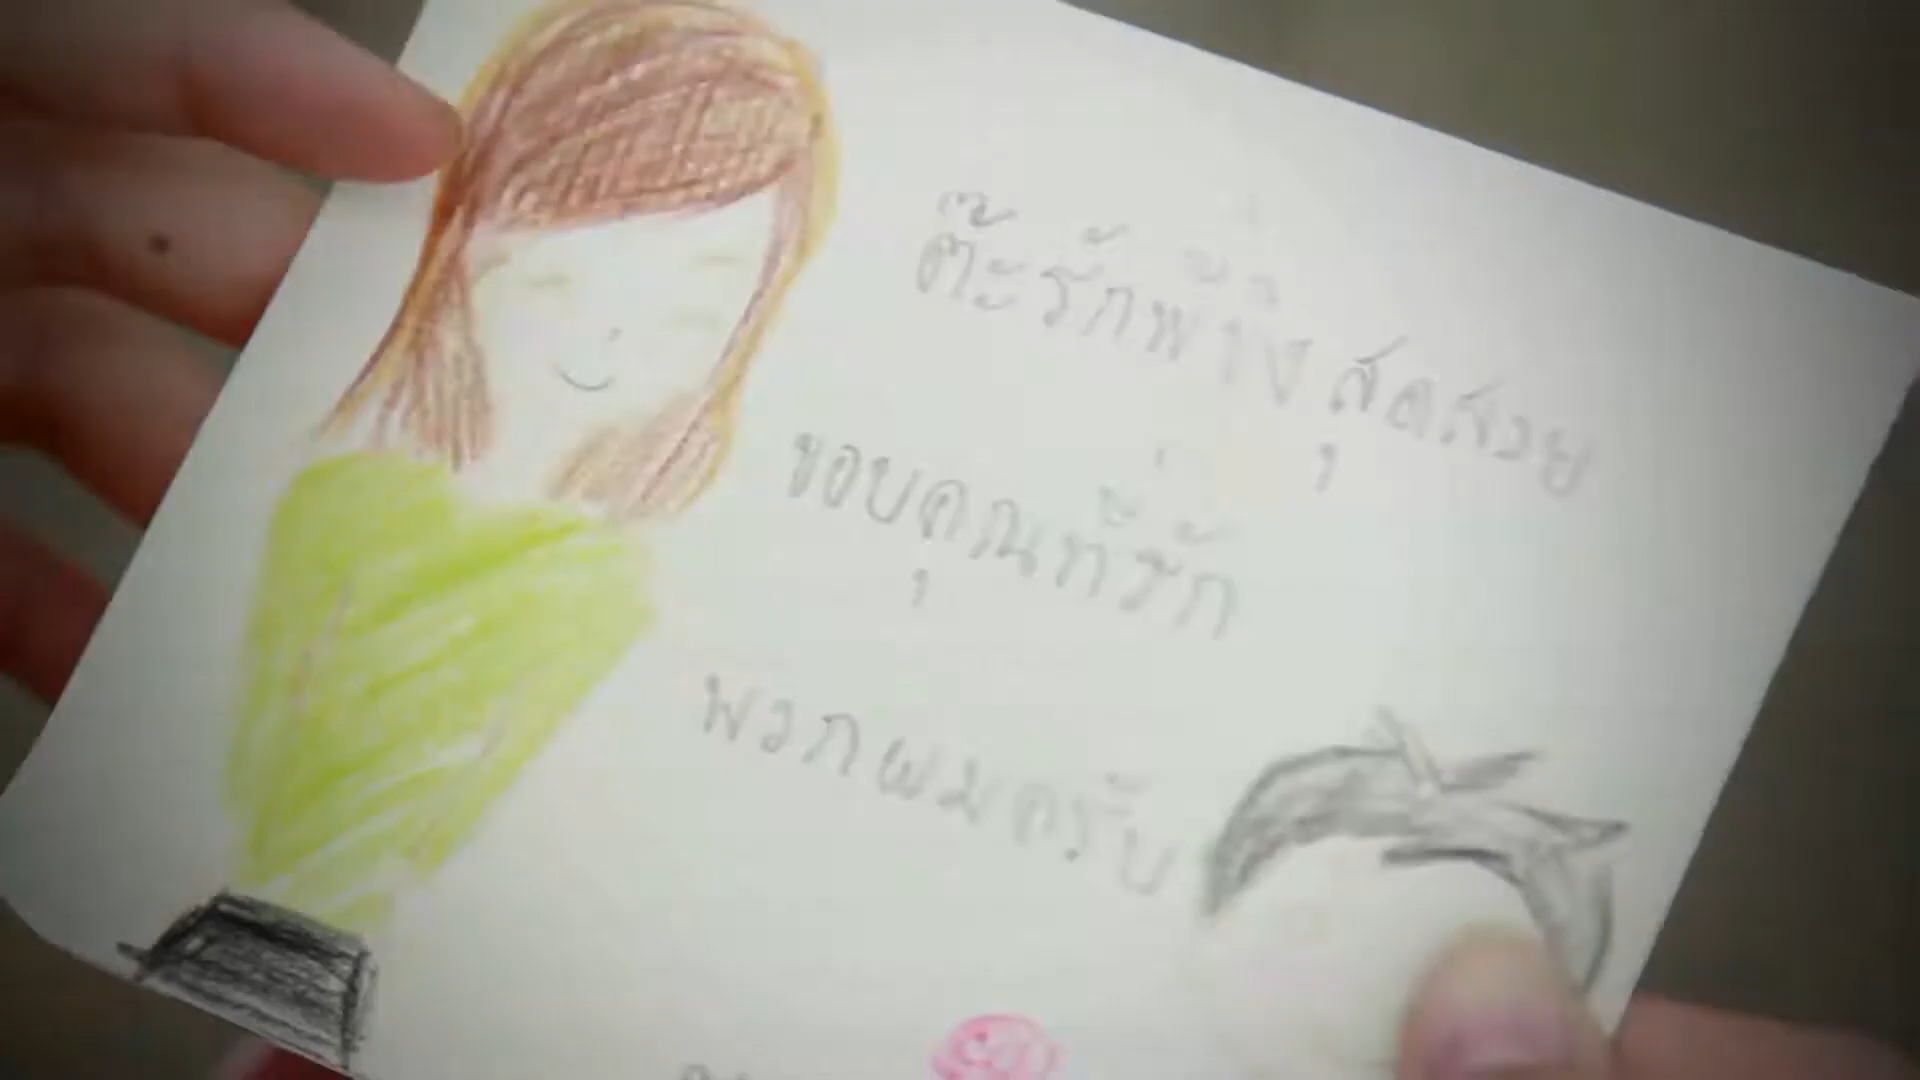 ต๊ะรักพี่วิงสุดสวย
ขอบคุณที่รัก
พวกผมครับ